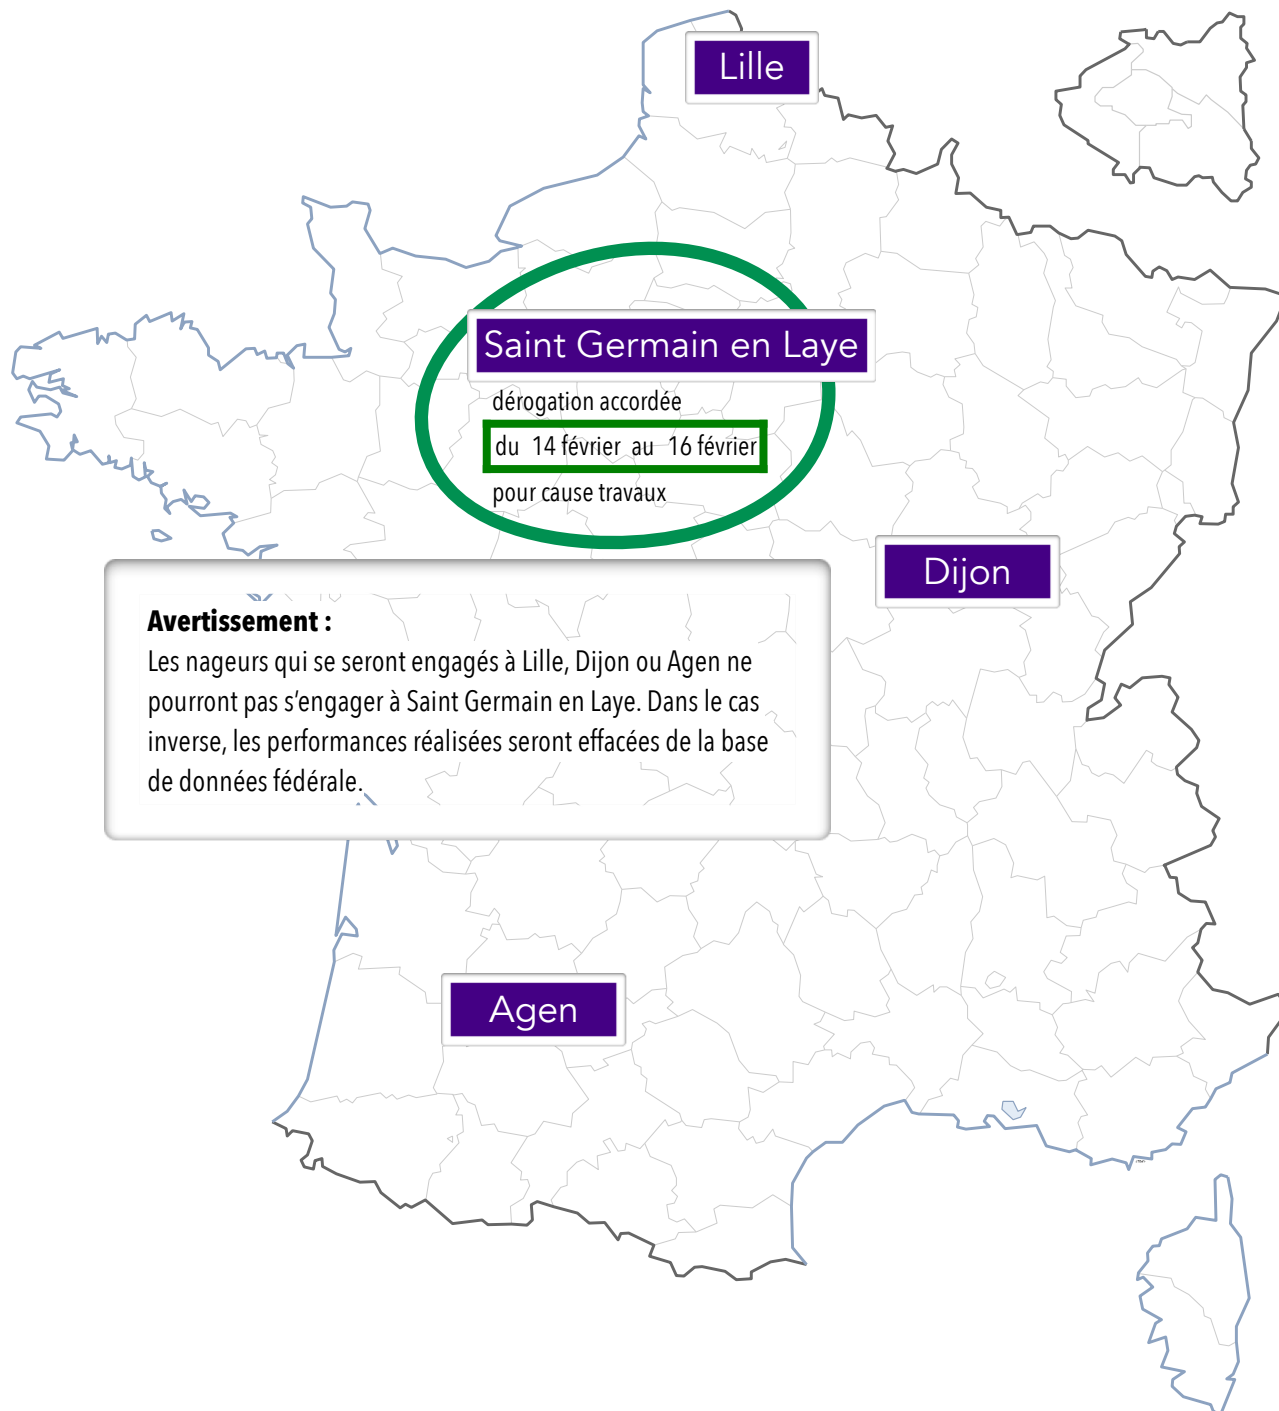 Lille
Saint Germain en Laye
dérogation accordée
du 14 février au 16 février
pour cause travaux
Dijon
Avertissement :
Les nageurs qui se seront engagés à Lille, Dijon ou Agen ne
pourront pas s’engager à Saint Germain en Laye. Dans le cas
inverse, les performances réalisées seront effacées de la base
de données fédérale.
Agen